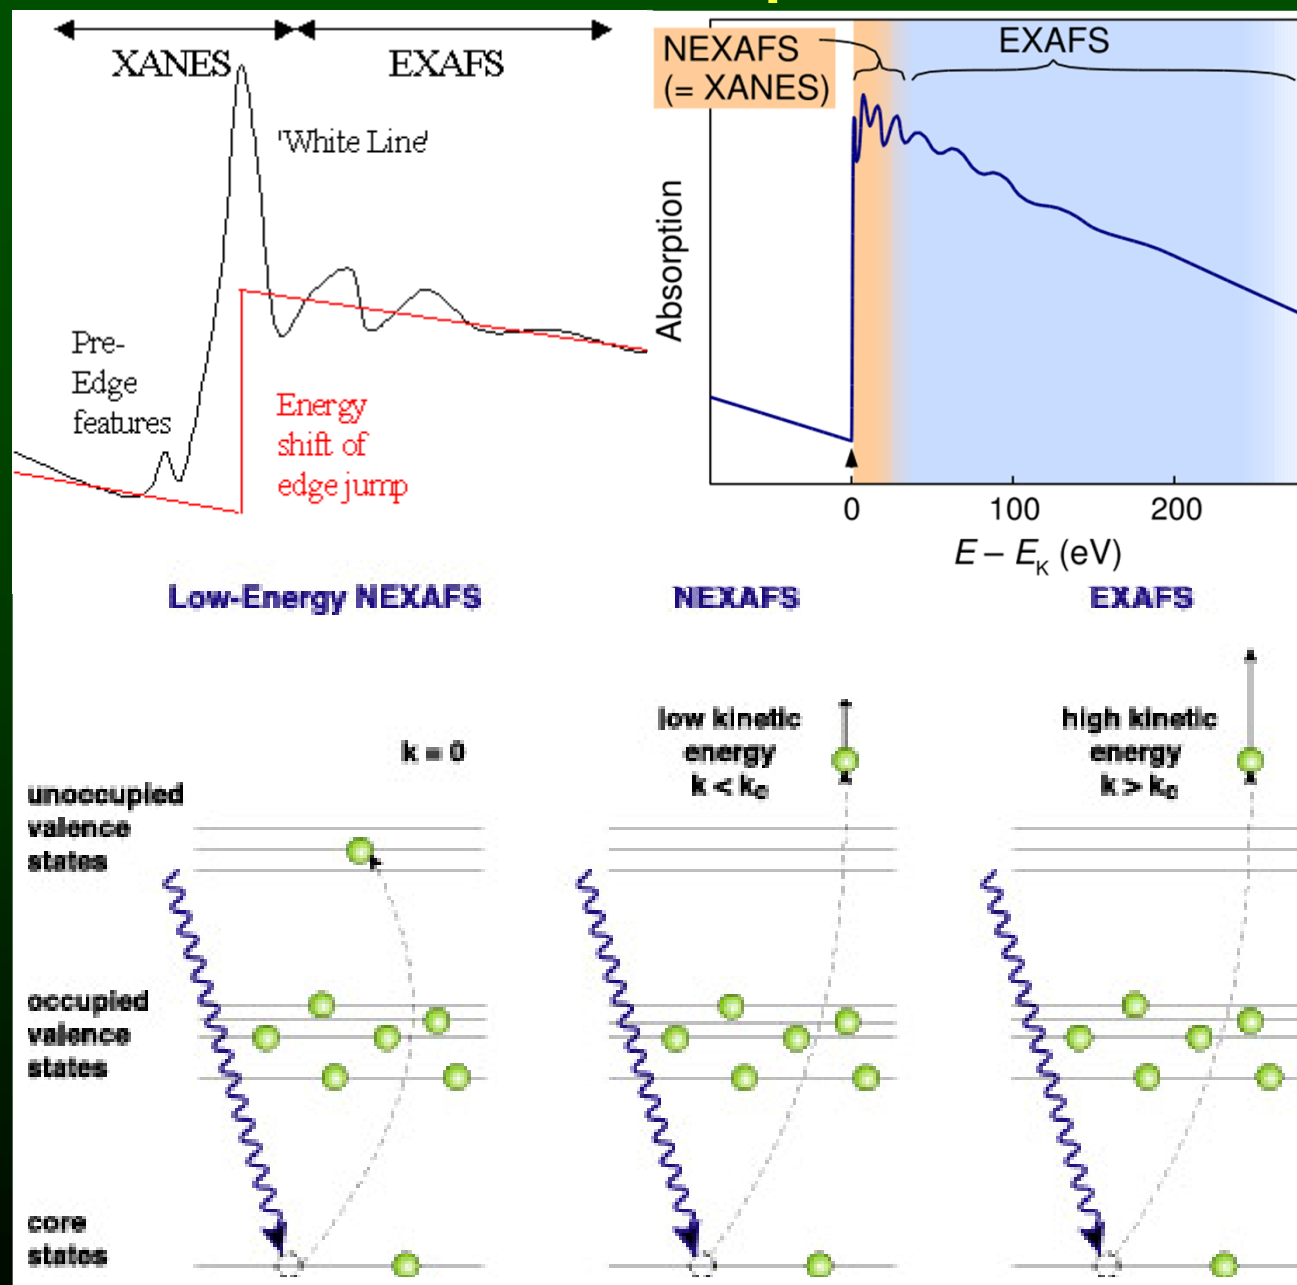 XANES
EXAFS
'White Line'
Pre-
Edge
features
Energy
shift of
edge jump
NEXAFS
(= XANES)
EXAFS
Absorption
0
100
200
E – EK (eV)
Low-Energy NEXAFS
NEXAFS
EXAFS
k = 0
low kinetic
energy
k < kc
high kinetic
energy
k > kc
unoccupied
valence
states
occupied
valence
states
core
states